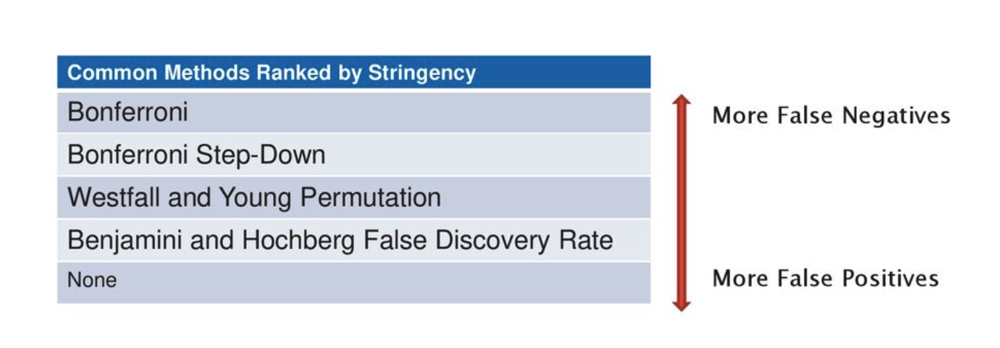 Common Methods Ranked by Stringency
Bonferroni
More False Negatives
Bonferroni Step-Down
Westfall and Young Permutation
Benjamini and Hochberg False Discovery Rate
None
More False Positives